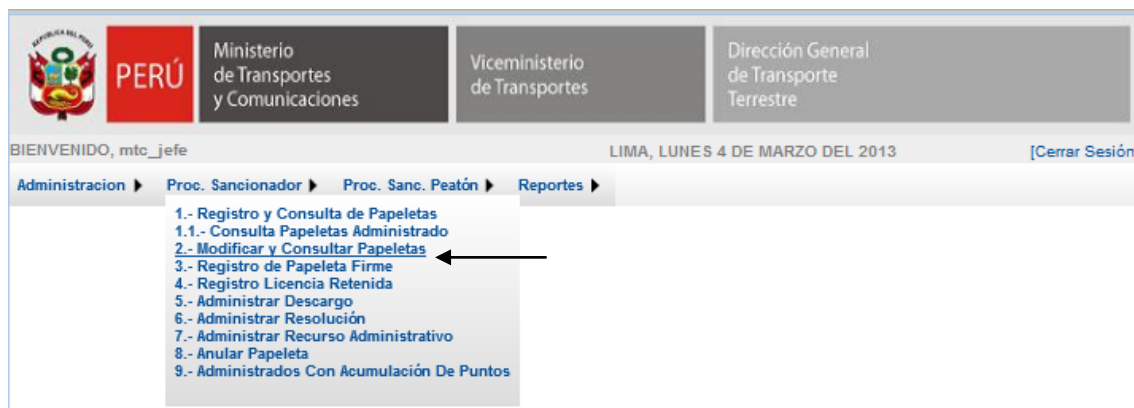 REPUBLICA DEL PERU
PERÚ
Ministerio
de Transportes
y Comunicaciones
Viceministerio
de Transportes
Dirección General
de Transporte
Terrestre
BIENVENIDO, mtc_jefe
LIMA, LUNES 4 DE MARZO DEL 2013
[Cerrar Sesión
Administracion
Proc. Sancionador
Proc. Sanc. Peatón
Reportes
1.- Registro y Consulta de Papeletas
1.1.- Consulta Papeletas Administrado
2.- Modificar y Consultar Papeletas
3.- Registro de Papeleta Firme
4.- Registro Licencia Retenida
5.- Administrar Descargo
6.- Administrar Resolución
7.- Administrar Recurso Administrativo
8.- Anular Papeleta
9.- Administrados Con Acumulación De Puntos